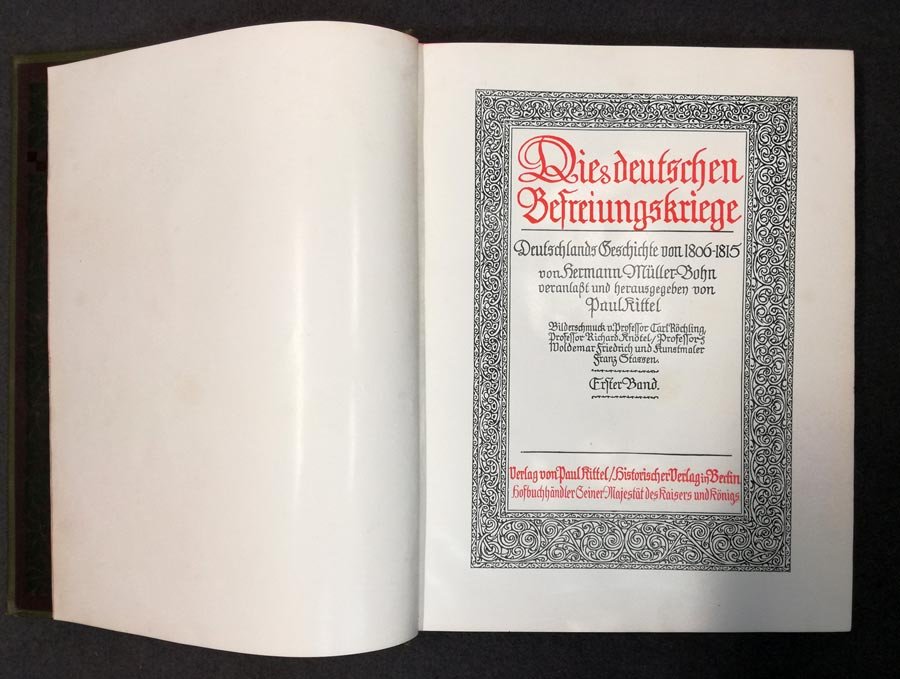 Die deutschen
Befreiungskriege
Deutschlands Geschichte von 1806-1815
von Hermann Müller-Bohn
veranlaßt und herausgegeben von
Paul Kittel
Bilderschmuck v. Professor Carl Röchling,
Professor Richard Knötel / Professor
Woldemar Friedrich und Kunstmaler
Franz Stassen.
Erster Band.
Verlag von Paul Kittel / Historischer Verlag in Berlin
Hofbuchhändler Seiner Majestät des Kaisers und Königs